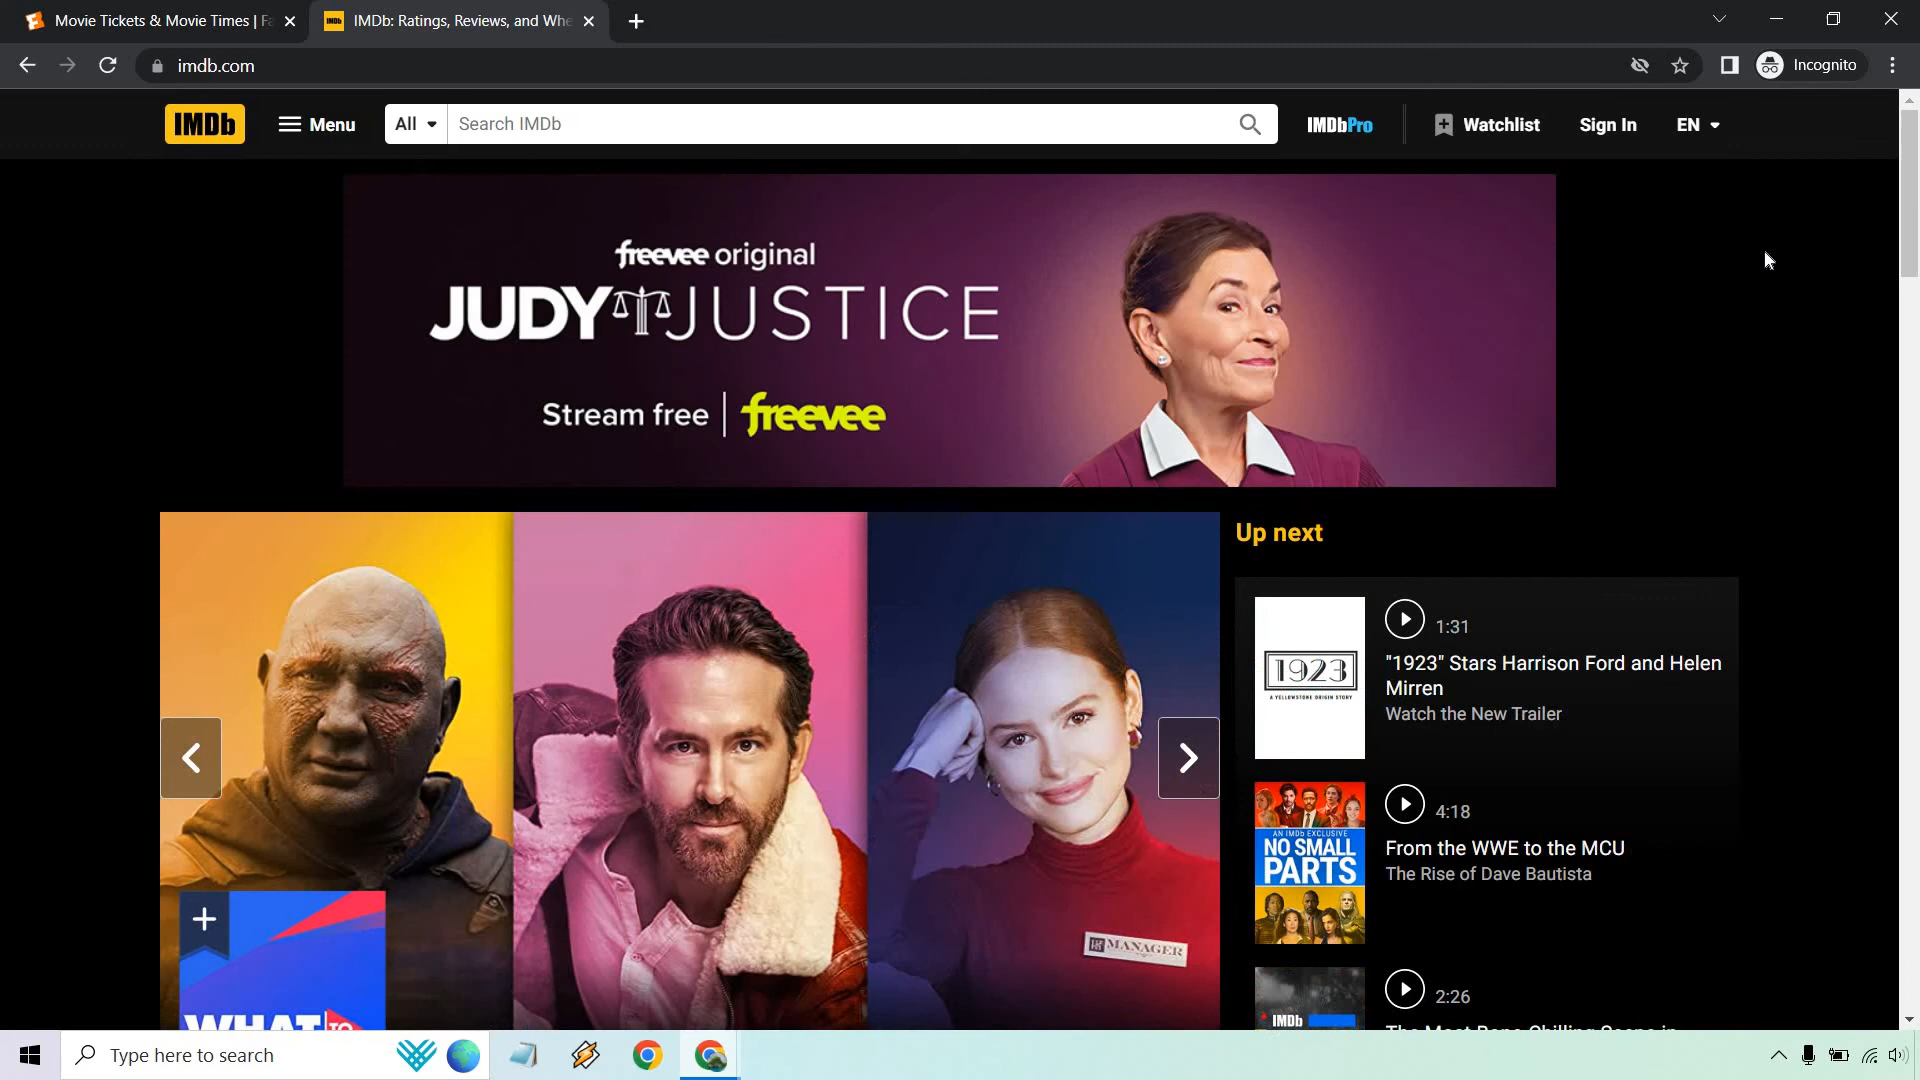 Movie Tickets & Movie Times | Fa
IMDb: Ratings, Reviews, and Whe
imdb.com
Incognito
IMDb
Menu
All
Search IMDb
IMDbPro
Watchlist
Sign In
EN
freevee original
JUDY JUSTICE
Stream free | freevee
Up next
1923
A YELLOWSTONE ORIGIN STORY
1:31
"1923" Stars Harrison Ford and Helen
Mirren
Watch the New Trailer
AN IMDb EXCLUSIVE
NO SMALL
PARTS
4:18
From the WWE to the MCU
The Rise of Dave Bautista
MANAGER
IMDb
2:26
WHAT TO
Type here to search